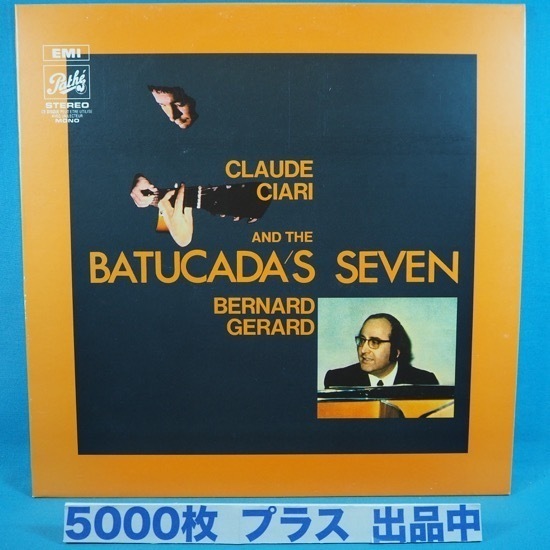 EMI
Pathé
STEREO
MONO
CLAUDE
CIARI
AND THE
BATUCADA'S SEVEN
BERNARD
GERARD
5000枚 プラス 出品中